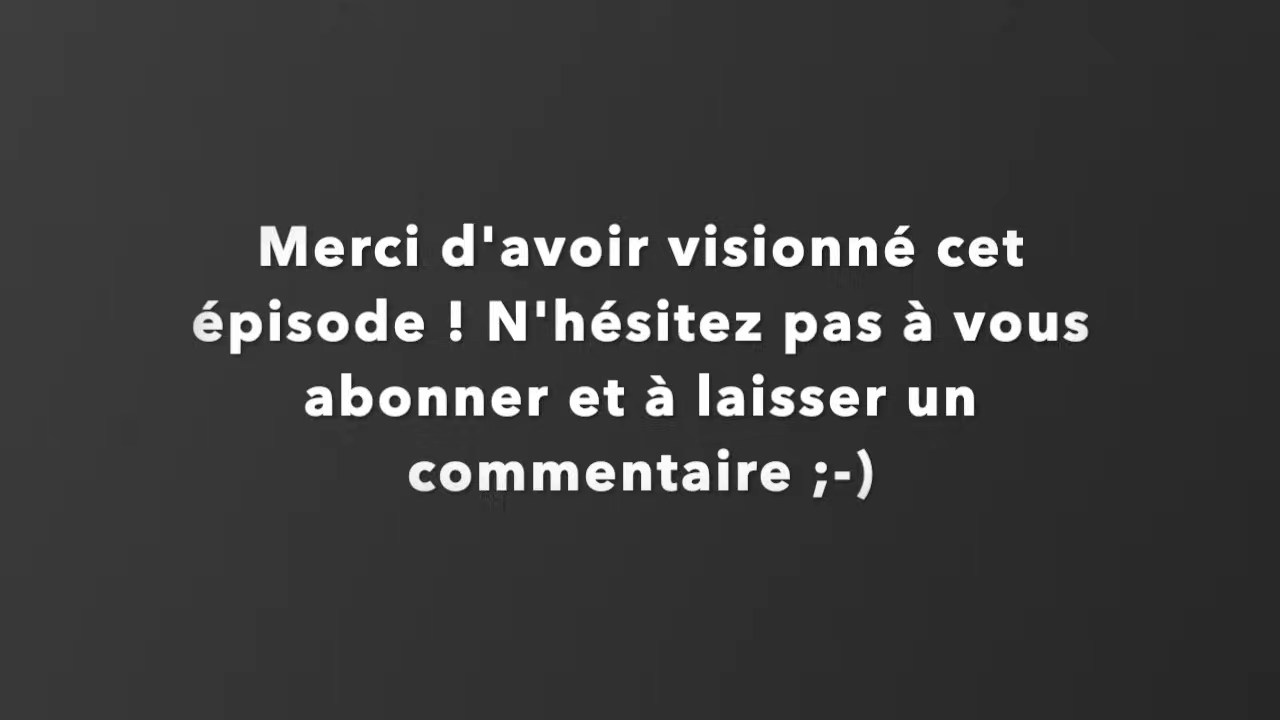 Merci d'avoir visionné cet
épisode ! N'hésitez pas à vous
abonner et à laisser un
commentaire ;-)